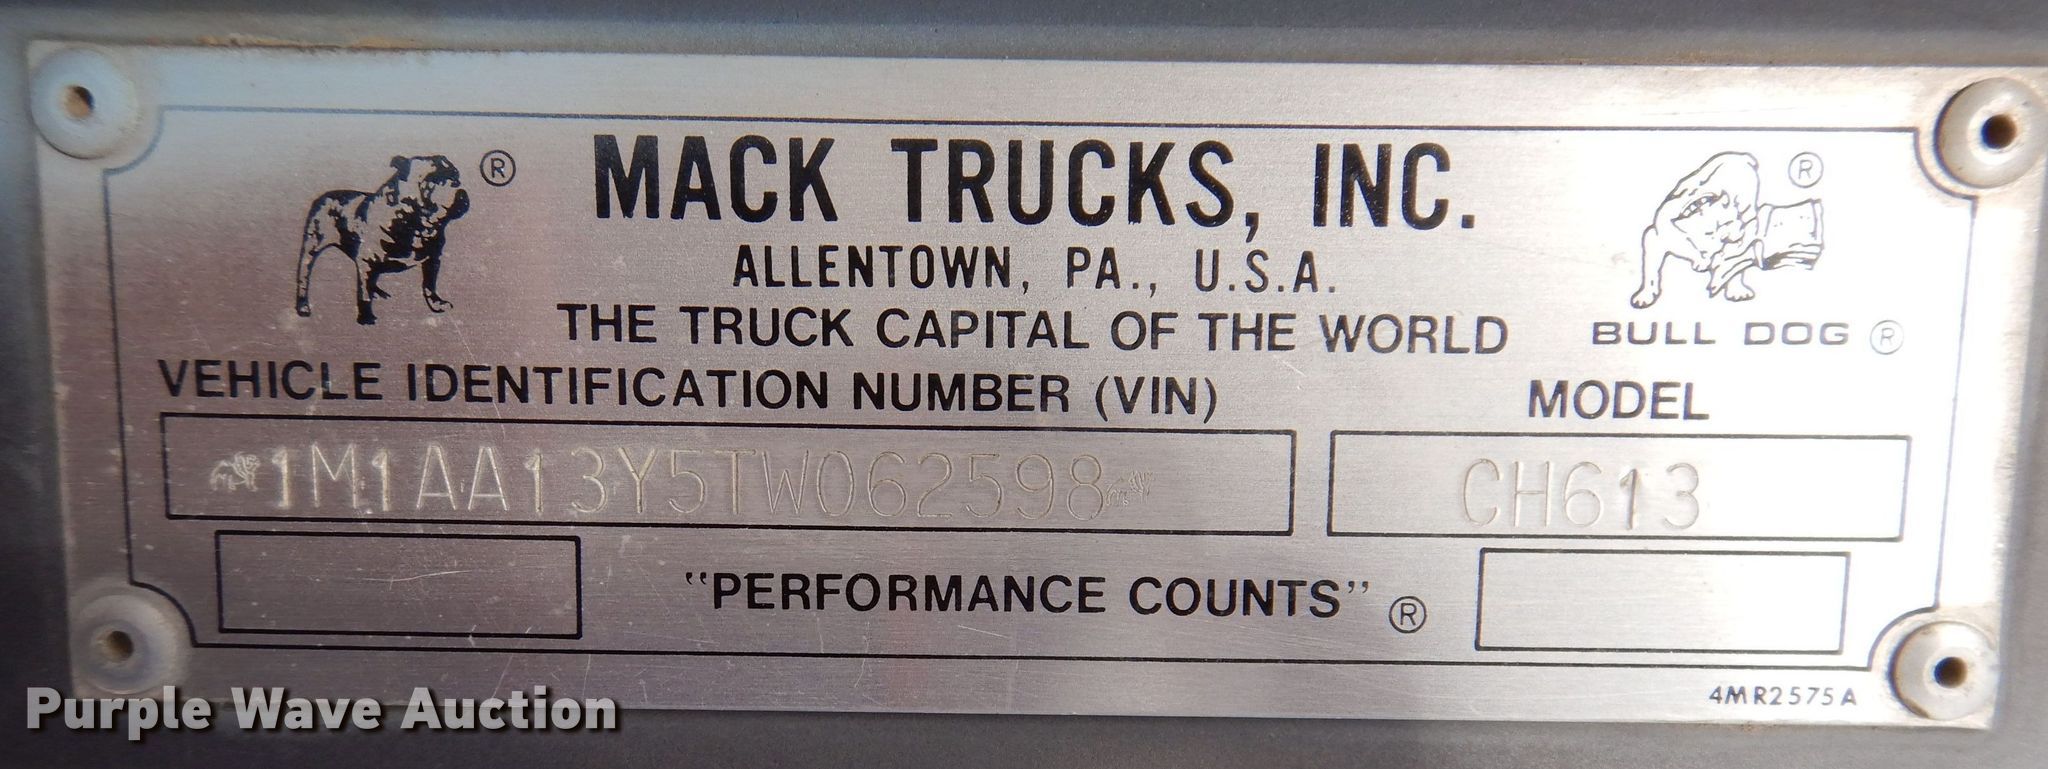 ® MACK TRUCKS, INC. ®
ALLENTOWN, PA., U.S.A.
THE TRUCK CAPITAL OF THE WORLD
BULL DOG ®
VEHICLE IDENTIFICATION NUMBER (VIN)
MODEL
1M1AA13Y5TW062598
CH613
"PERFORMANCE COUNTS" ®
4MR2575A
Purple Wave Auction